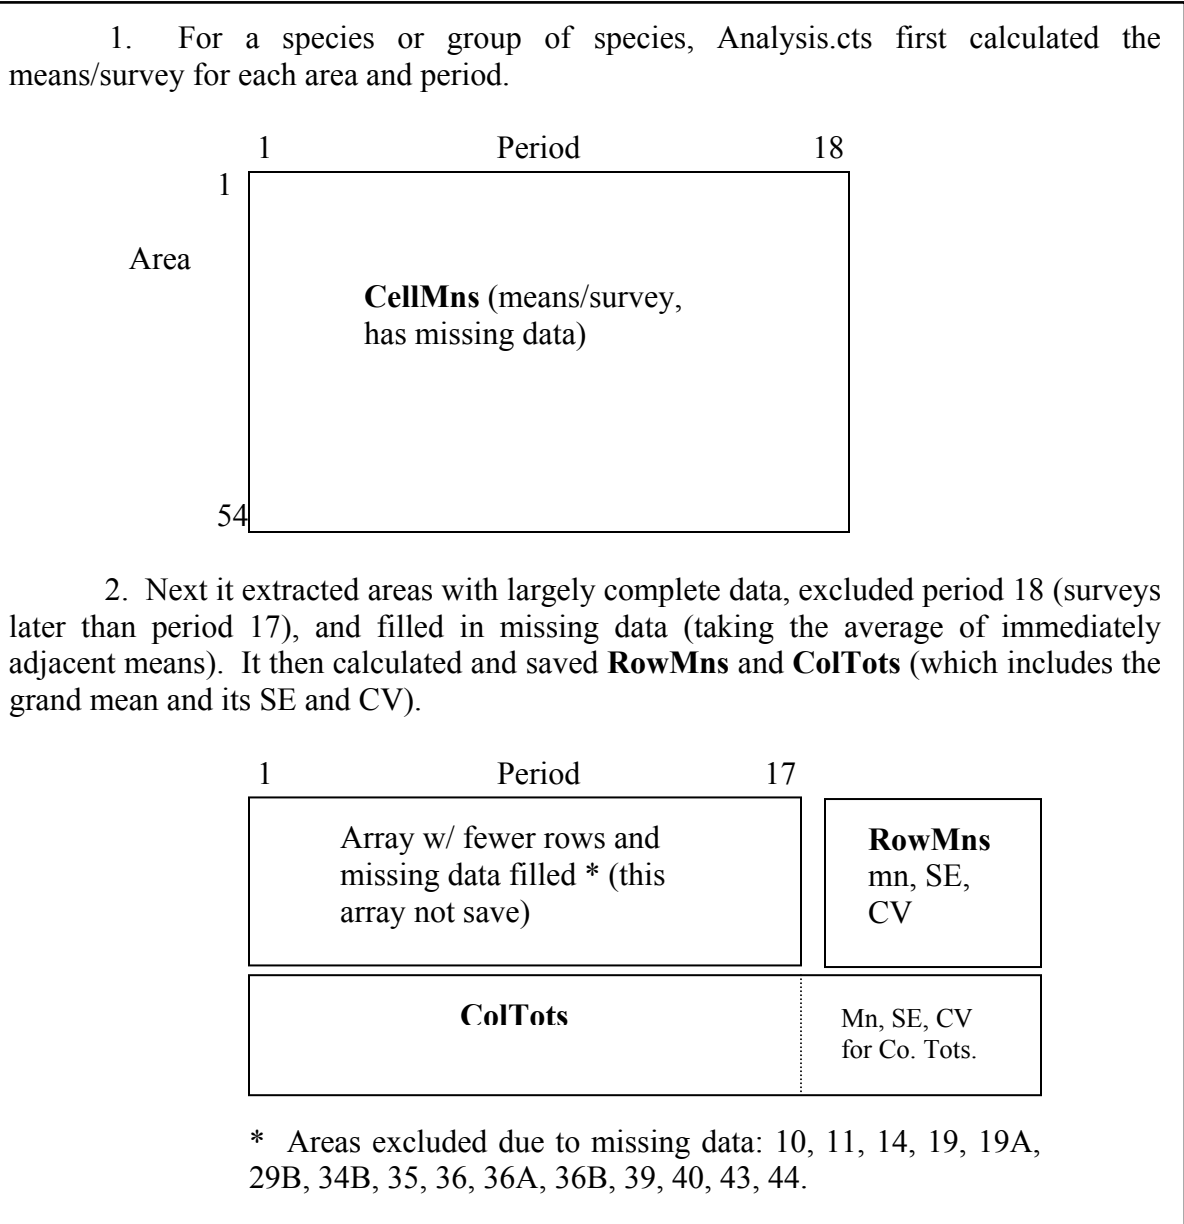 1. For a species or group of species, Analysis.cts first calculated the
means/survey for each area and period.
1 Period 18
1
Area
CellMns (means/survey,
has missing data)
54
2. Next it extracted areas with largely complete data, excluded period 18 (surveys
later than period 17), and filled in missing data (taking the average of immediately
adjacent means). It then calculated and saved RowMns and ColTots (which includes the
grand mean and its SE and CV).
1 Period 17
Array w/ fewer rows and
missing data filled * (this
array not save)
RowMns
mn, SE,
CV
ColTots
Mn, SE, CV
for Co. Tots.
* Areas excluded due to missing data: 10, 11, 14, 19, 19A,
29B, 34B, 35, 36, 36A, 36B, 39, 40, 43, 44.